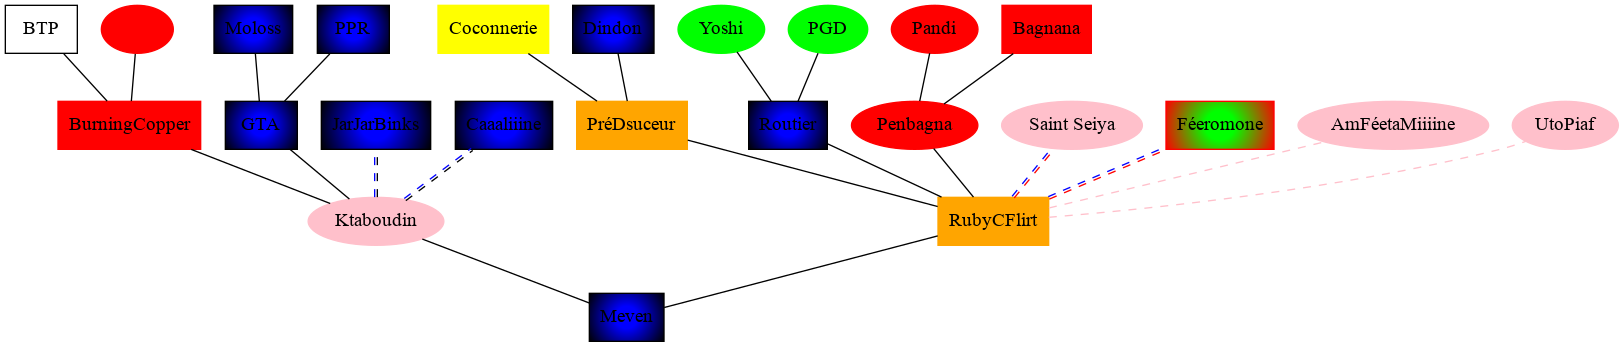 BTP
Moloss
PPR
Coconnerie
Dindon
Yoshi
PGD
Pandi
Bagnana
BurningCopper
GTA
JarJarBinks
Caaaliiine
PréDsuceur
Routier
Penbagna
Saint Seiya
Féeromone
AmFéetaMiiiine
UtoPiaf
Ktaboudin
RubyCFlirt
Meven